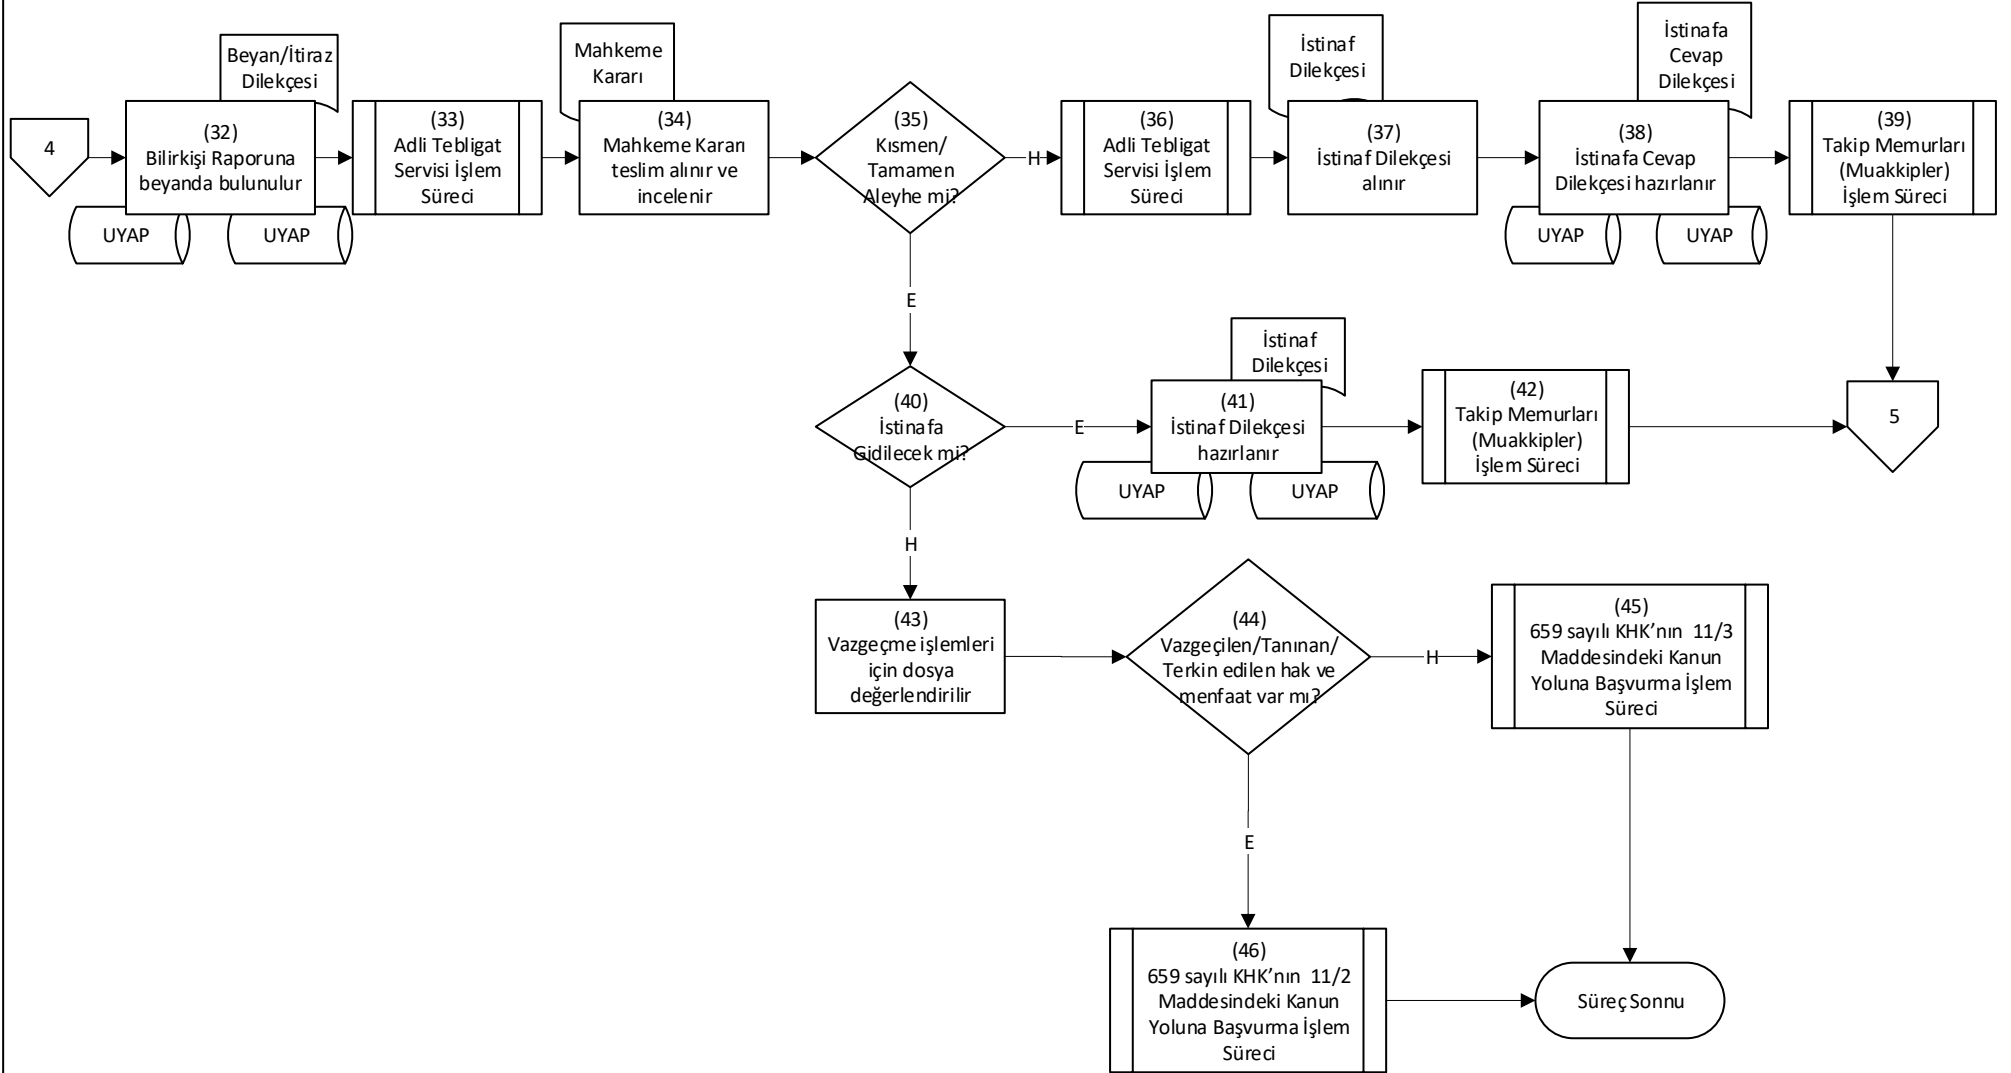 4
Beyan/İtiraz
Dilekçesi
(32)
Bilirkişi Raporuna
beyanda bulunulur
UYAP
UYAP
(33)
Adli Tebligat
Servisi İşlem
Süreci
Mahkeme
Kararı
(34)
Mahkeme Kararı
teslim alınır ve
incelenir
(35)
Kısmen/
Tamamen
Aleyhe mi?
H
(36)
Adli Tebligat
Servisi İşlem
Süreci
İstinaf
Dilekçesi
(37)
İstinaf Dilekçesi
alınır
İstinafa
Cevap
Dilekçesi
(38)
İstinafa Cevap
Dilekçesi hazırlanır
UYAP
UYAP
(39)
Takip Memurları
(Muakkipler)
İşlem Süreci
E
(40)
İstinafa
Gidilecek mi?
E
İstinaf
Dilekçesi
(41)
İstinaf Dilekçesi
hazırlanır
UYAP
UYAP
(42)
Takip Memurları
(Muakkipler)
İşlem Süreci
5
H
(43)
Vazgeçme işlemleri
için dosya
değerlendirilir
(44)
Vazgeçilen/Tanınan/
Terkin edilen hak ve
menfaat var mı?
H
(45)
659 sayılı KHK’nın  11/3
Maddesindeki Kanun
Yoluna Başvurma İşlem
Süreci
E
(46)
659 sayılı KHK’nın  11/2
Maddesindeki Kanun
Yoluna Başvurma İşlem
Süreci
Süreç Sonnu